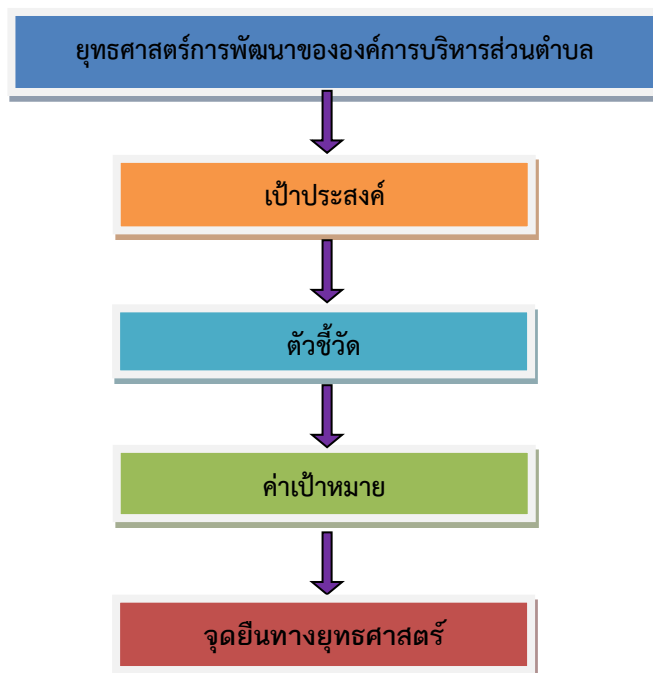 ยุทธศาสตร์การพัฒนาขององค์การบริหารส่วนตำบล
เป้าประสงค์
ตัวชี้วัด
ค่าเป้าหมาย
จุดยืนทางยุทธศาสตร์